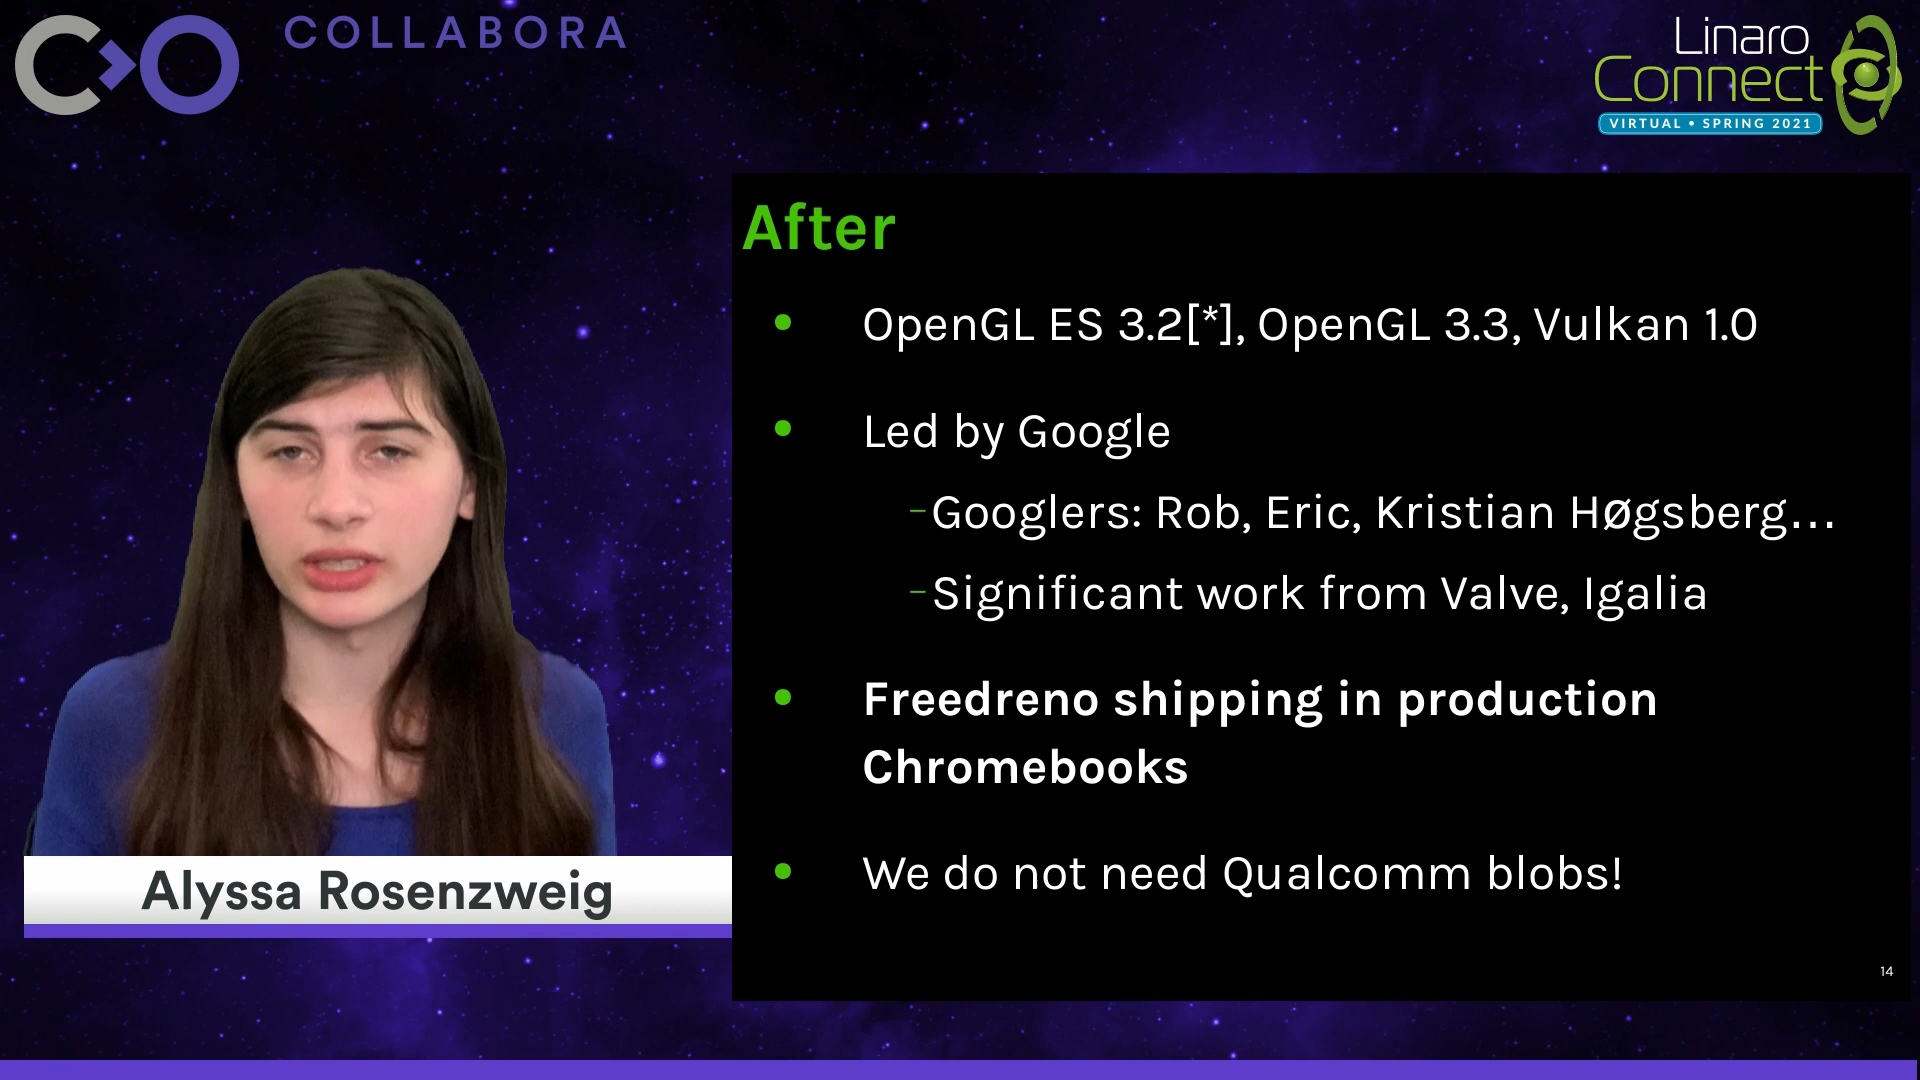 COLLABORA
Linaro
Connect
VIRTUAL • SPRING 2021
After
• OpenGL ES 3.2[*], OpenGL 3.3, Vulkan 1.0
• Led by Google
–Googlers: Rob, Eric, Kristian Høgsberg…
–Significant work from Valve, Igalia
• Freedreno shipping in production
Chromebooks
• We do not need Qualcomm blobs!
14
Alyssa Rosenzweig